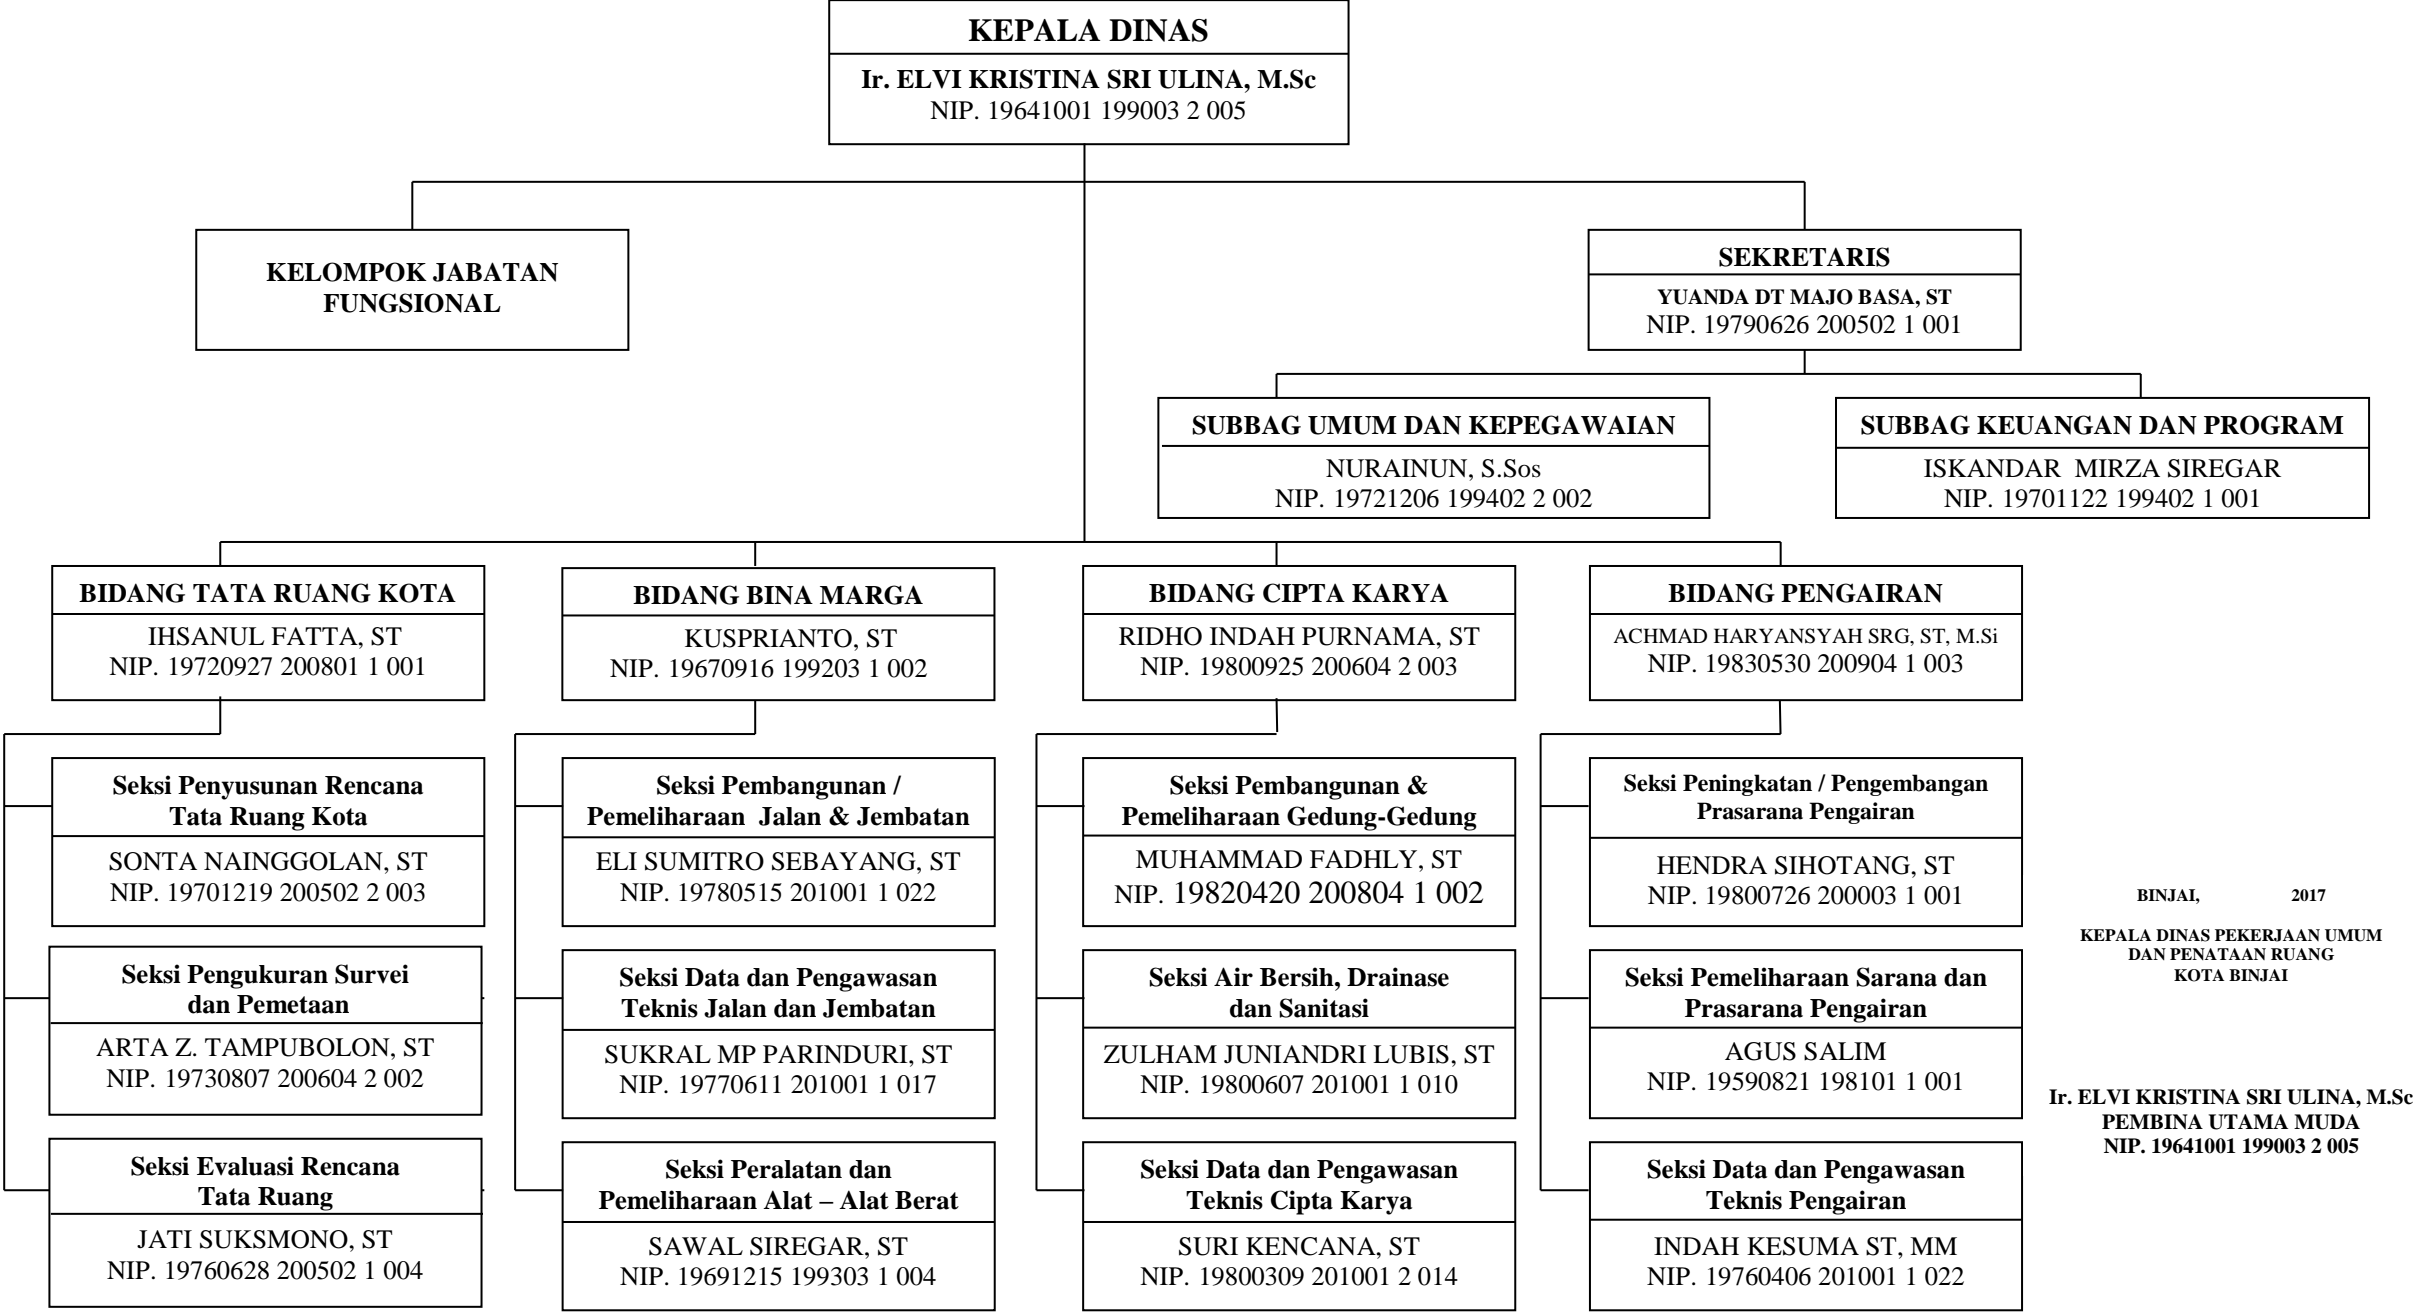 KEPALA DINAS
Ir. ELVI KRISTINA SRI ULINA, M.Sc
NIP. 19641001 199003 2 005
KELOMPOK JABATAN
FUNGSIONAL
SEKRETARIS
YUANDA DT MAJO BASA, ST
NIP. 19790626 200502 1 001
SUBBAG UMUM DAN KEPEGAWAIAN
NURAINUN, S.Sos
NIP. 19721206 199402 2 002
SUBBAG KEUANGAN DAN PROGRAM
ISKANDAR  MIRZA SIREGAR
NIP. 19701122 199402 1 001
BIDANG TATA RUANG KOTA
IHSANUL FATTA, ST
NIP. 19720927 200801 1 001
BIDANG BINA MARGA
KUSPRIANTO, ST
NIP. 19670916 199203 1 002
BIDANG CIPTA KARYA
RIDHO INDAH PURNAMA, ST
NIP. 19800925 200604 2 003
BIDANG PENGAIRAN
ACHMAD HARYANSYAH SRG, ST, M.Si
NIP. 19830530 200904 1 003
Seksi Penyusunan Rencana
Tata Ruang Kota
SONTA NAINGGOLAN, ST
NIP. 19701219 200502 2 003
Seksi Pengukuran Survei
dan Pemetaan
ARTA Z. TAMPUBOLON, ST
NIP. 19730807 200604 2 002
Seksi Evaluasi Rencana
Tata Ruang
JATI SUKSMONO, ST
NIP. 19760628 200502 1 004
Seksi Pembangunan /
Pemeliharaan  Jalan & Jembatan
ELI SUMITRO SEBAYANG, ST
NIP. 19780515 201001 1 022
Seksi Data dan Pengawasan
Teknis Jalan dan Jembatan
SUKRAL MP PARINDURI, ST
NIP. 19770611 201001 1 017
Seksi Peralatan dan
Pemeliharaan Alat – Alat Berat
SAWAL SIREGAR, ST
NIP. 19691215 199303 1 004
Seksi Pembangunan &
Pemeliharaan Gedung-Gedung
MUHAMMAD FADHLY, ST
NIP. 19820420 200804 1 002
Seksi Air Bersih, Drainase
dan Sanitasi
ZULHAM JUNIANDRI LUBIS, ST
NIP. 19800607 201001 1 010
Seksi Data dan Pengawasan
Teknis Cipta Karya
SURI KENCANA, ST
NIP. 19800309 201001 2 014
Seksi Peningkatan / Pengembangan
Prasarana Pengairan
HENDRA SIHOTANG, ST
NIP. 19800726 200003 1 001
Seksi Pemeliharaan Sarana dan
Prasarana Pengairan
AGUS SALIM
NIP. 19590821 198101 1 001
Seksi Data dan Pengawasan
Teknis Pengairan
INDAH KESUMA ST, MM
NIP. 19760406 201001 1 022
BINJAI, 2017
KEPALA DINAS PEKERJAAN UMUM
DAN PENATAAN RUANG
KOTA BINJAI
Ir. ELVI KRISTINA SRI ULINA, M.Sc
PEMBINA UTAMA MUDA
NIP. 19641001 199003 2 005